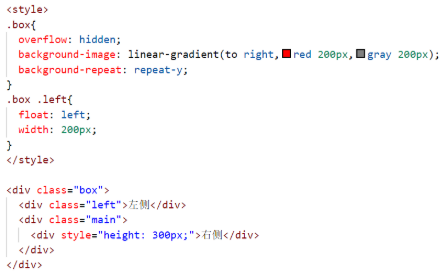 <style>
.box{
  overflow: hidden;
  background-image: linear-gradient(to right,red 200px,gray 200px);
  background-repeat: repeat-y;
}
.box .left{
  float: left;
  width: 200px;
}
</style>

<div class="box">
  <div class="left">左侧</div>
  <div class="main">
    <div style="height: 300px;">右侧</div>
  </div>
</div>